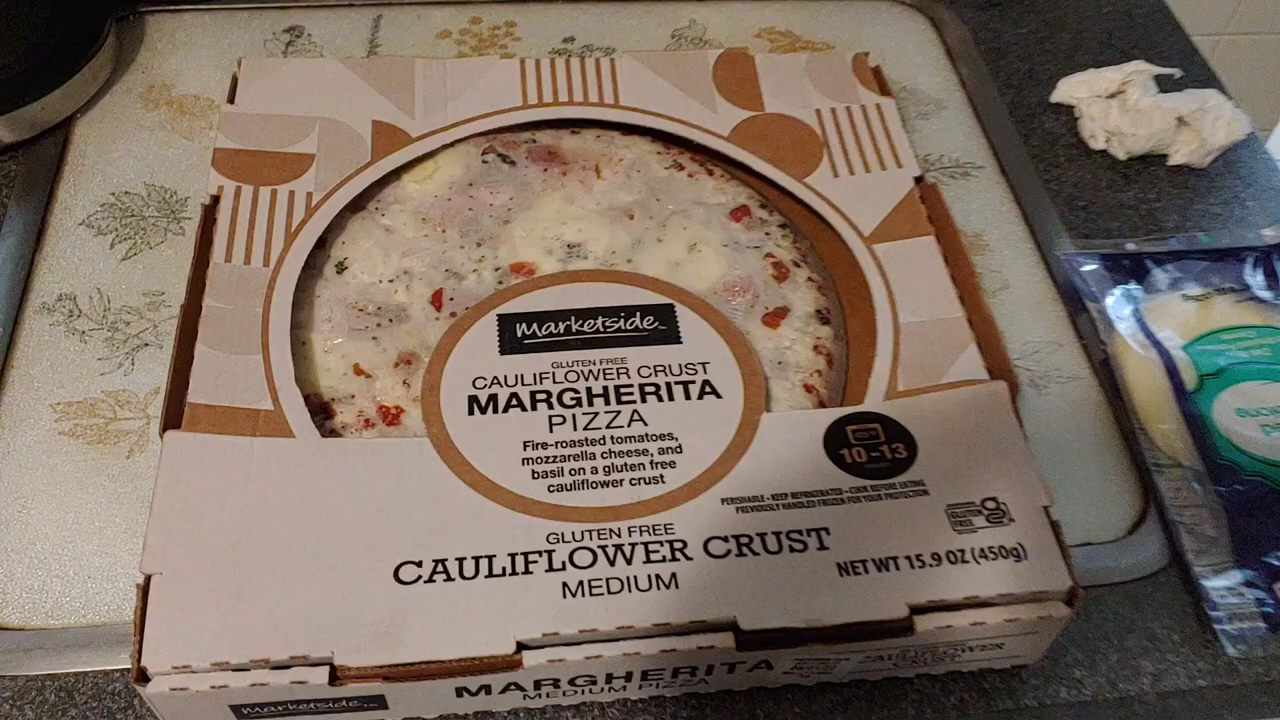 marketside
GLUTEN FREE
CAULIFLOWER CRUST
MARGHERITA
PIZZA
Fire-roasted tomatoes,
mozzarella cheese, and
basil on a gluten free
cauliflower crust
10-13
PERISHABLE • KEEP REFRIGERATED • COOK BEFORE EATING
PREVIOUSLY HANDLED FROZEN FOR YOUR PROTECTION
GLUTEN FREE
GLUTEN FREE
CAULIFLOWER CRUST
MEDIUM
NET WT 15.9 OZ (450g)
marketside
MARGHERITA
MEDIUM PIZZA
CAULIFLOWER